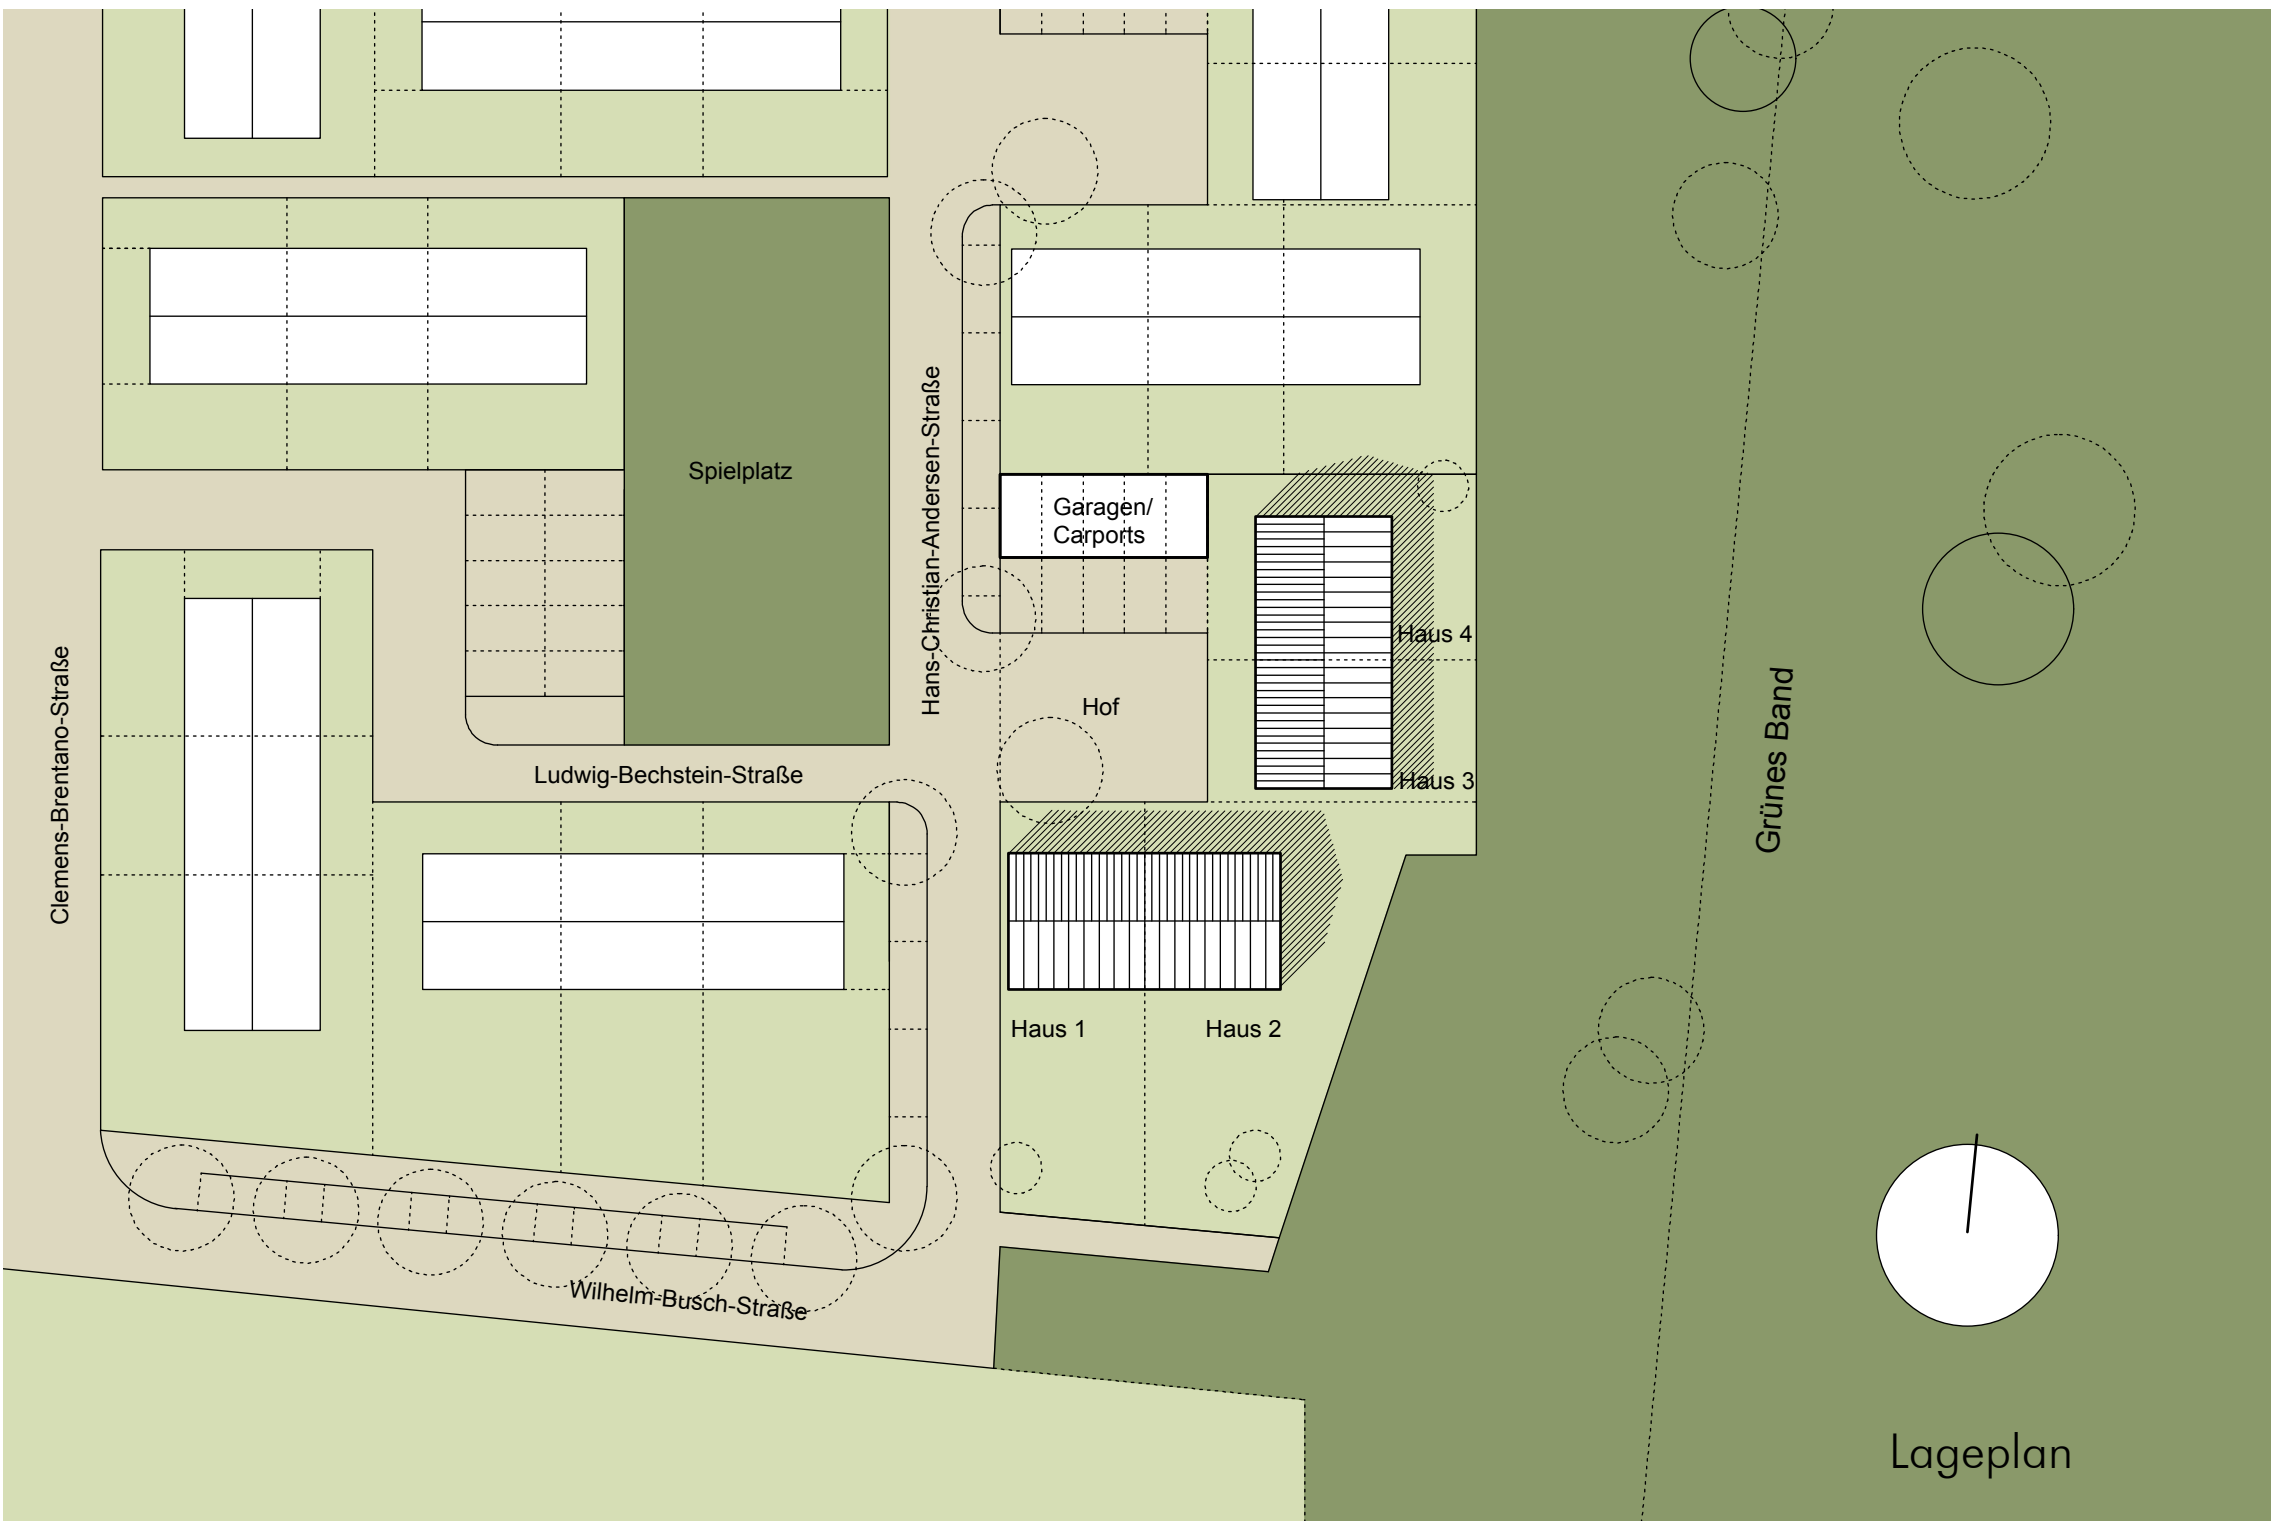 Spielplatz
Hans-Christian-Andersen-Straße
Garagen/
Carports
Haus 4
Clemens-Brentano-Straße
Hof
Haus 3
Ludwig-Bechstein-Straße
Grünes Band
Haus 1
Haus 2
Wilhelm-Busch-Straße
Lageplan